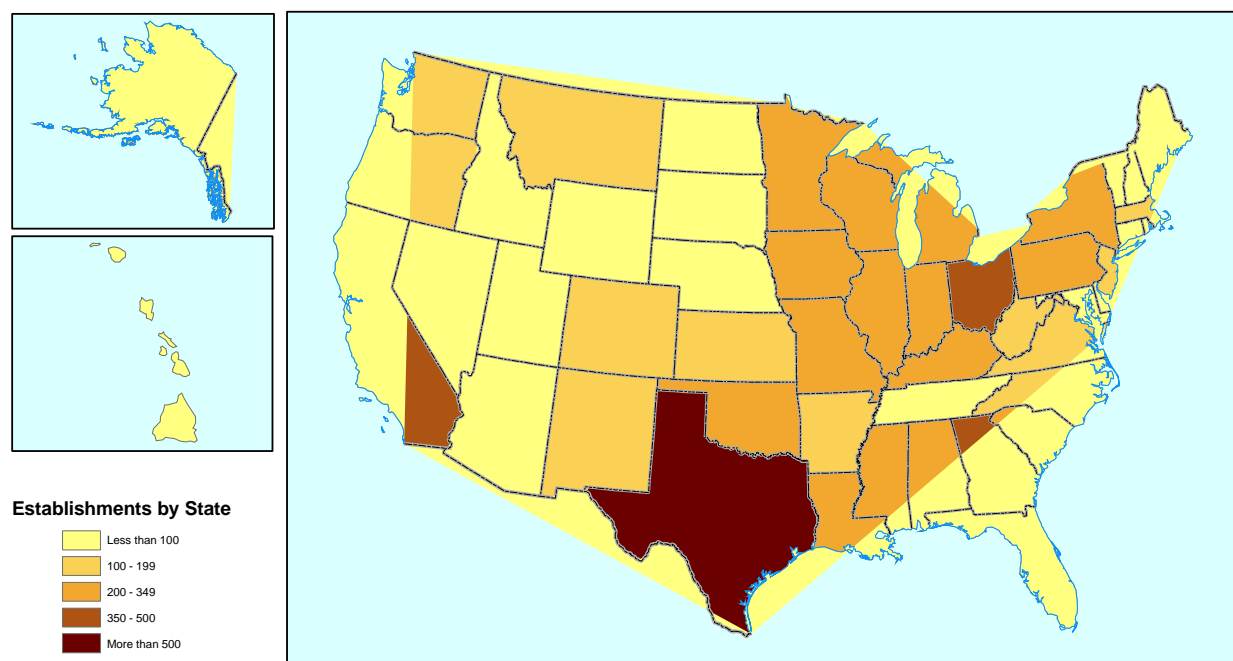 Establishments by State
Less than 100
100 - 199
200 - 349
350 - 500
More than 500